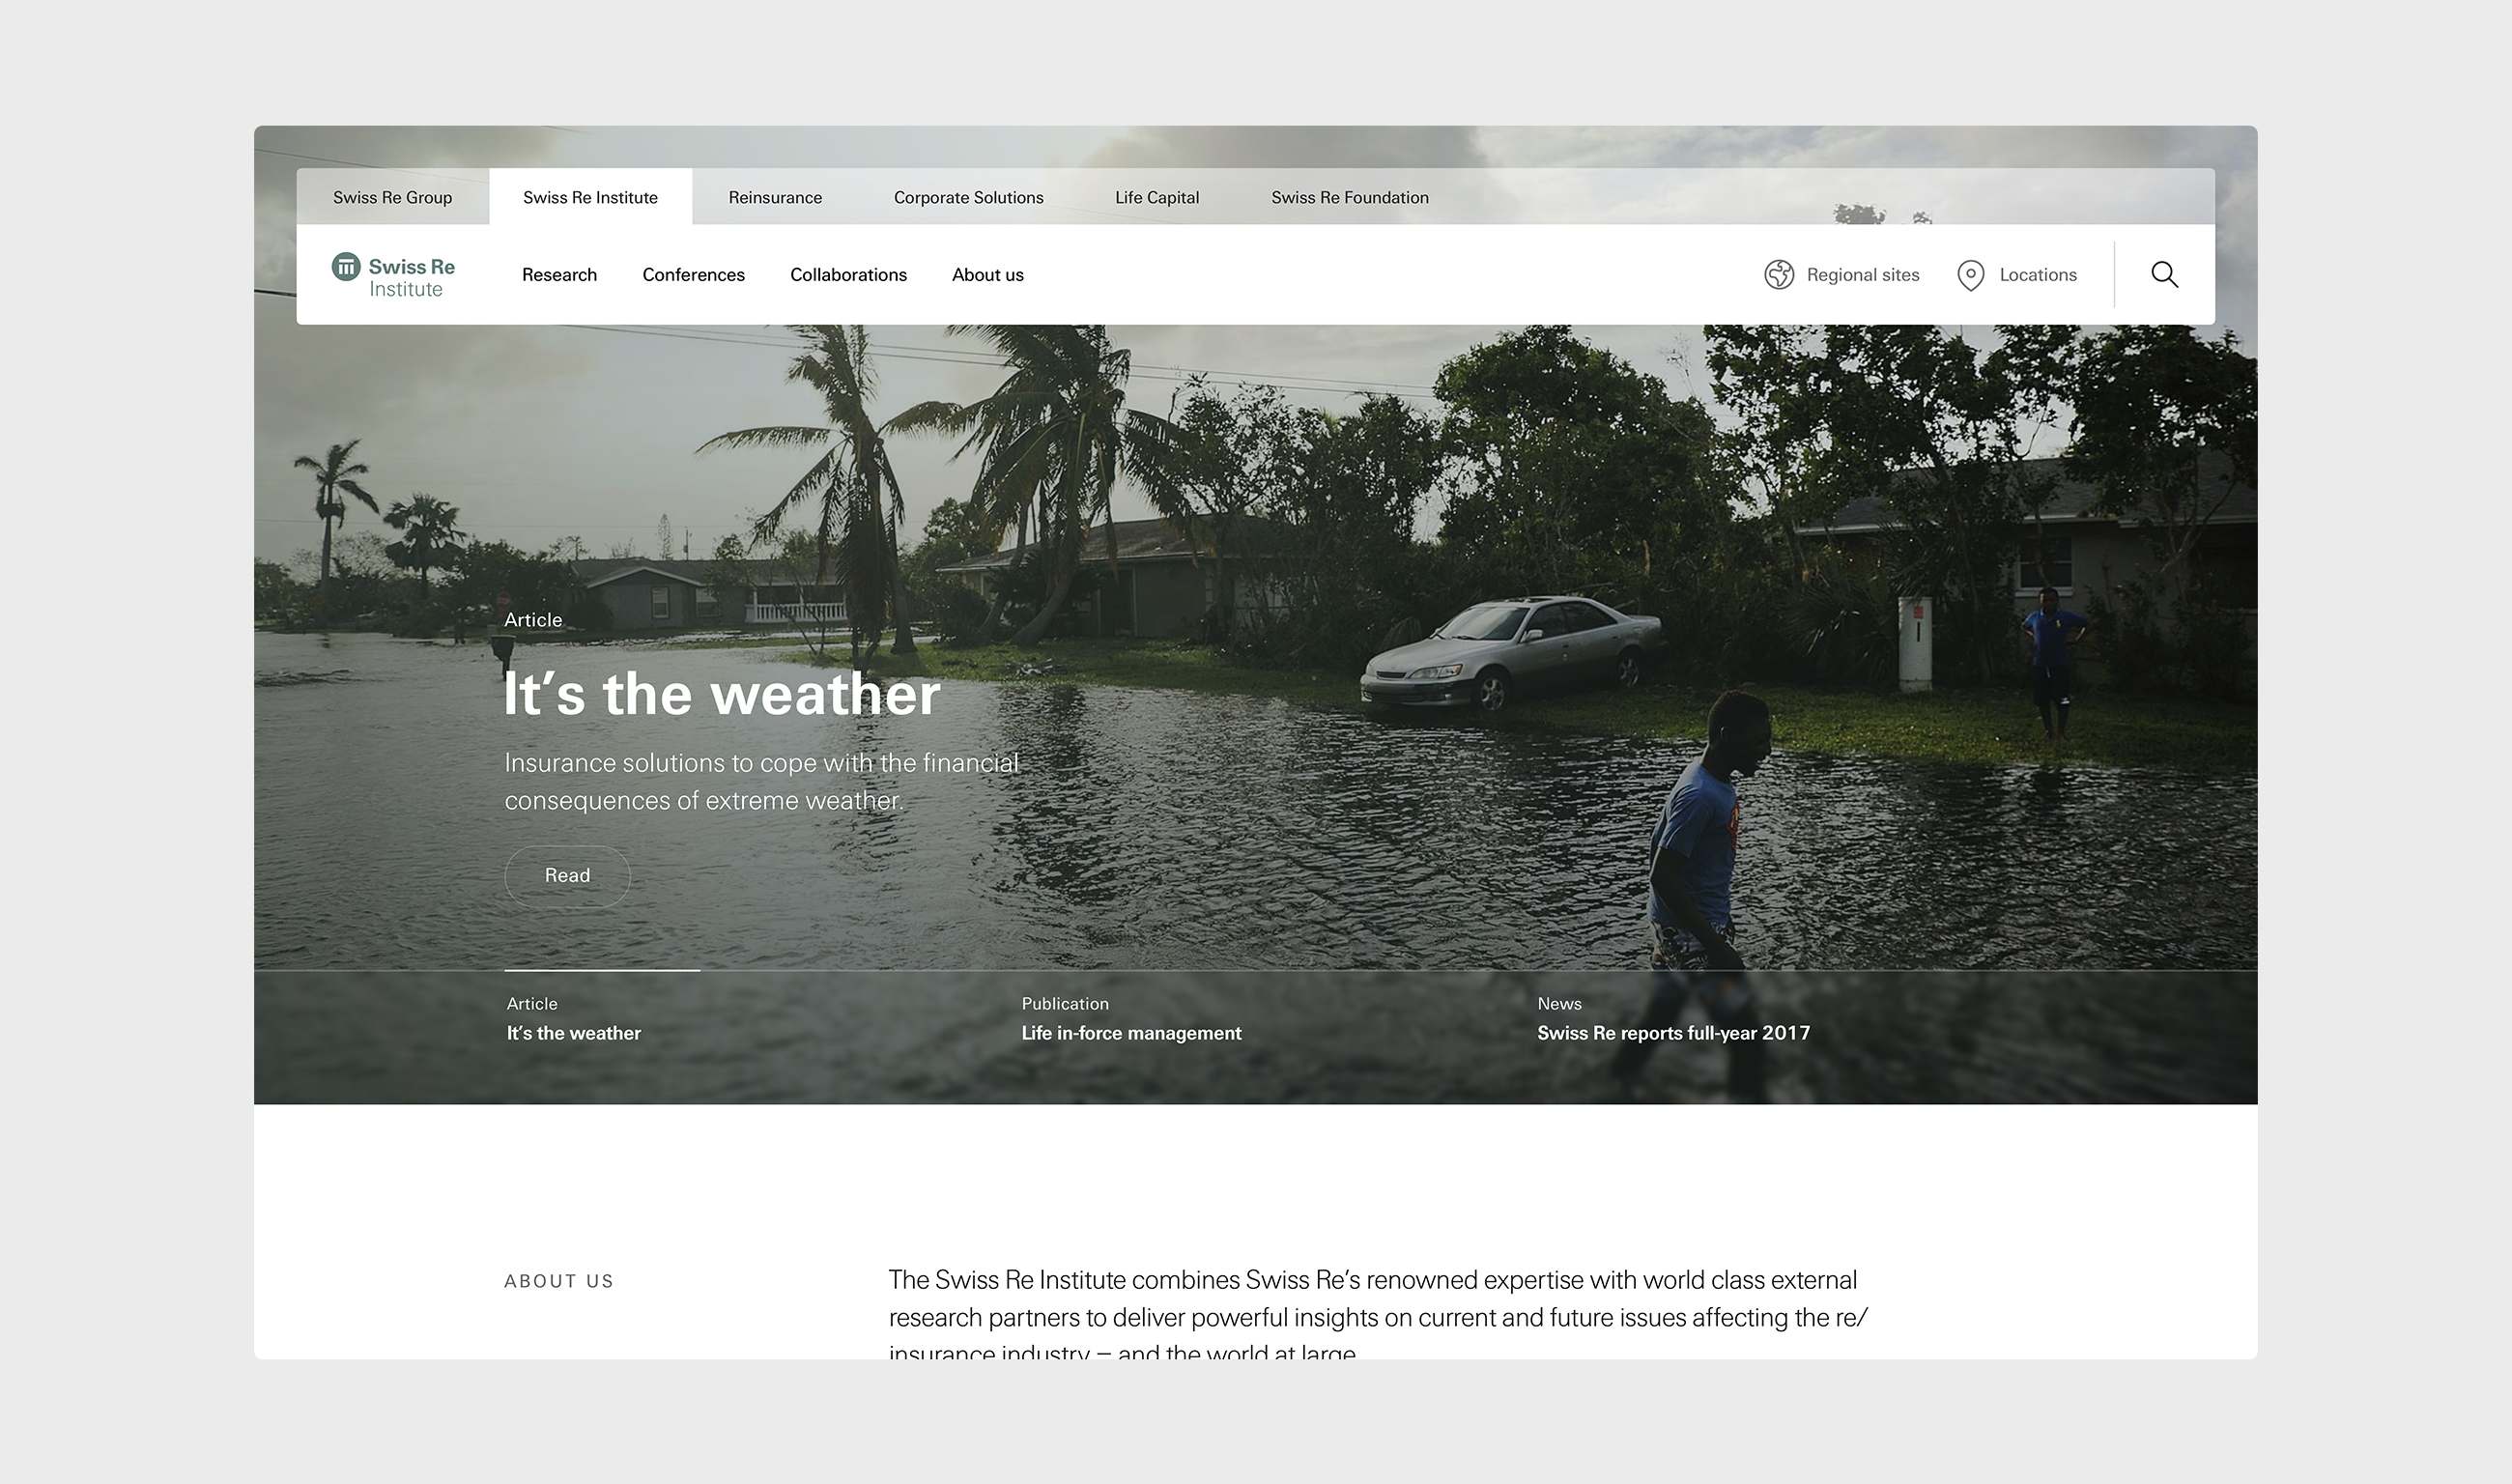 Swiss Re Group
Swiss Re Institute
Reinsurance
Corporate Solutions
Life Capital
Swiss Re Foundation
Swiss Re
Institute
Research
Conferences
Collaborations
About us
Regional sites
Locations
Article
It’s the weather
Insurance solutions to cope with the financial
consequences of extreme weather.
Read
Article
It’s the weather
Publication
Life in-force management
News
Swiss Re reports full-year 2017
ABOUT US
The Swiss Re Institute combines Swiss Re’s renowned expertise with world class external
research partners to deliver powerful insights on current and future issues affecting the re/
insurance industry – and the world at large